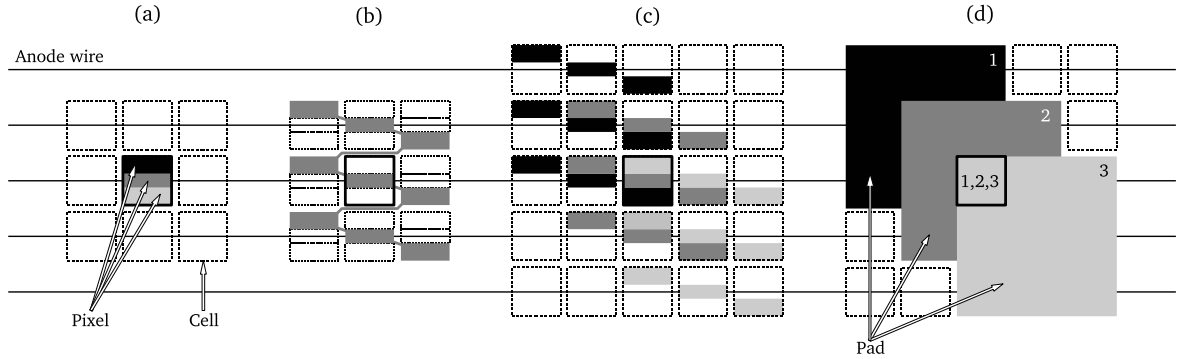 (a) (b) (c) (d)
Anode wire
1
2
3
1,2,3
Pixel Cell
Pad